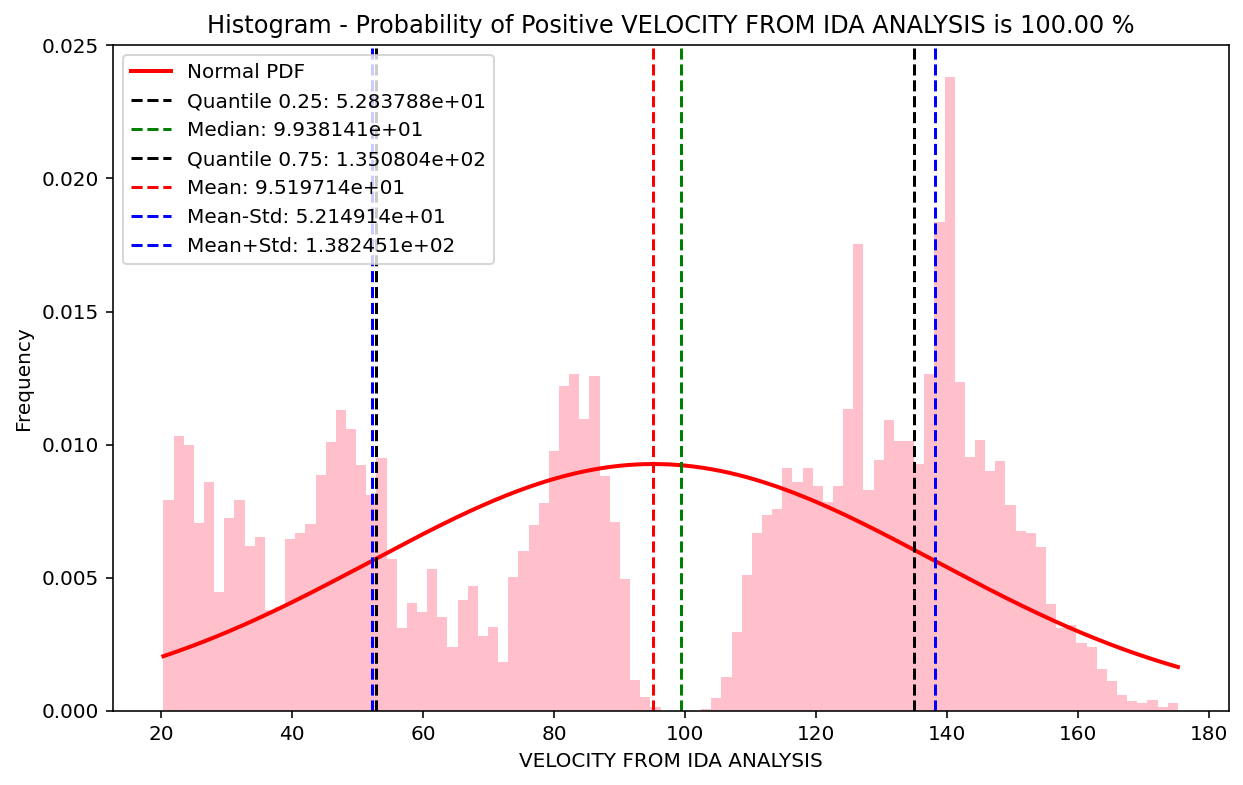 Histogram - Probability of Positive VELOCITY FROM IDA ANALYSIS is 100.00 %
0.025
0.020
0.015
0.010
0.005
0.000
Frequency
Normal PDF
Quantile 0.25: 5.283788e+01
Median: 9.938141e+01
Quantile 0.75: 1.350804e+02
Mean: 9.519714e+01
Mean-Std: 5.214914e+01
Mean+Std: 1.382451e+02
20 40 60 80 100 120 140 160 180
VELOCITY FROM IDA ANALYSIS